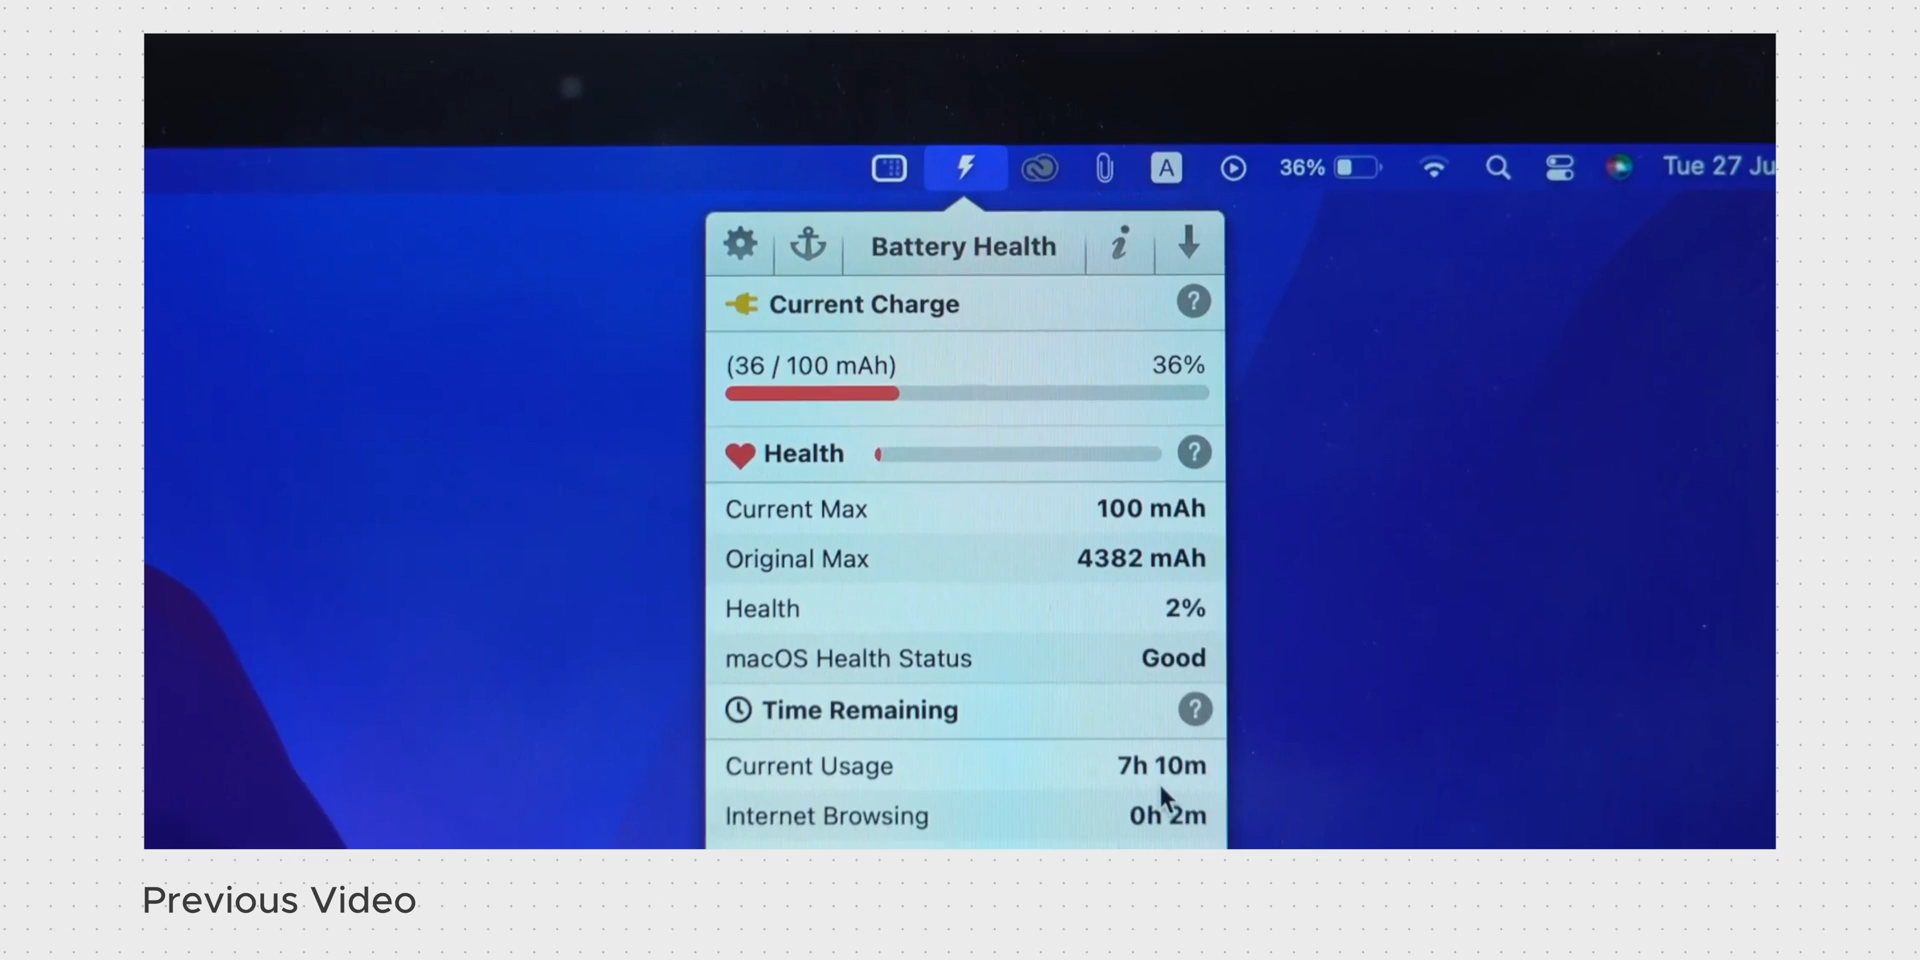 A 36% Tue 27 Ju
Battery Health
Current Charge ?
(36 / 100 mAh) 36%
Health ?
Current Max 100 mAh
Original Max 4382 mAh
Health 2%
macOS Health Status Good
Time Remaining ?
Current Usage 7h 10m
Internet Browsing 0h 2m
Previous Video